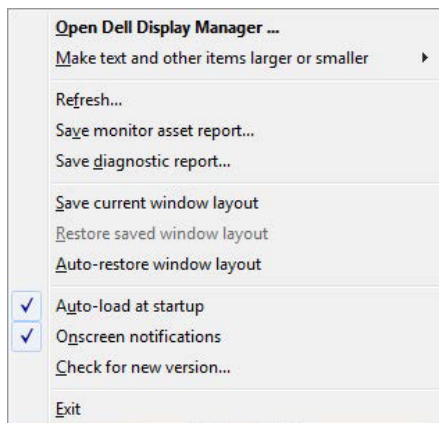 Open Dell Display Manager ...
Make text and other items larger or smaller
Refresh...
Save monitor asset report...
Save diagnostic report...
Save current window layout
Restore saved window layout
Auto-restore window layout
Auto-load at startup
Onscreen notifications
Check for new version...
Exit